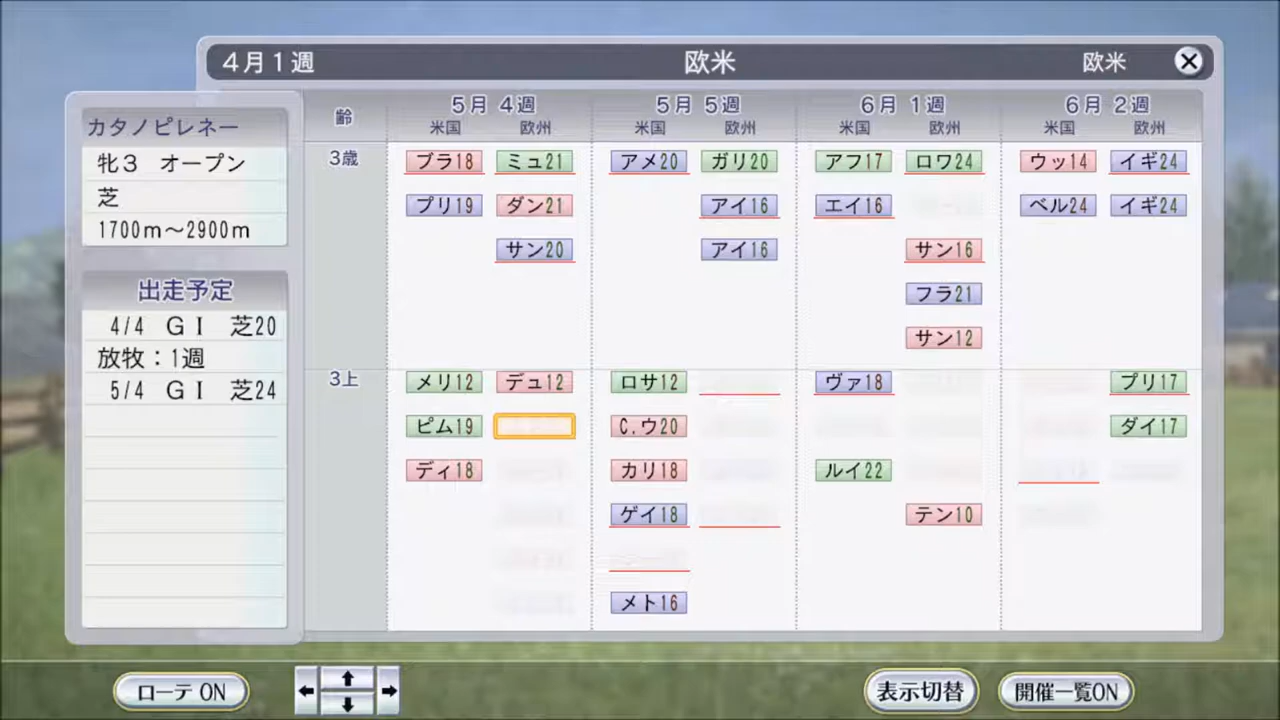 4月1週 欧米 欧米
カタノピレネー
牝3 オープン
芝
1700m～2900m
出走予定
4/4 GⅠ 芝20
放牧：1週
5/4 GⅠ 芝24
齢 5月 4週 5月 5週 6月 1週 6月 2週
米国 欧州 米国 欧州 米国 欧州 米国 欧州
3歳 ブラ18 ミュ21 アメ20 ガリ20 アフ17 ロワ24 ウッ14 イギ24
プリ19 ダン21 アイ16 エイ16 ベル24 イギ24
サン20 アイ16 サン16
フラ21
サン12
3上 メリ12 デュ12 ロサ12 ヴァ18 プリ17
ピム19 C.ウ20 ダイ17
ディ18 カリ18 ルイ22
ゲイ18 テン10
メト16
ローテ ON 表示切替 開催一覧ON